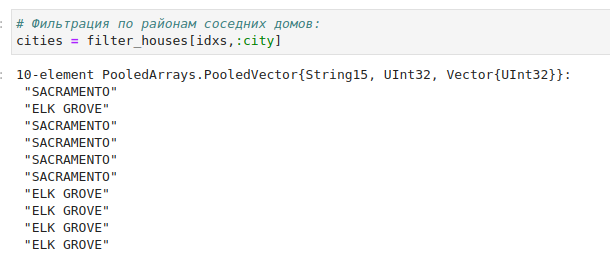 # Фильтрация по районам соседних домов:
cities = filter_houses[idxs,:city]
10-element PooledArrays.PooledVector{String15, UInt32, Vector{UInt32}}:
"SACRAMENTO"
"ELK GROVE"
"SACRAMENTO"
"SACRAMENTO"
"SACRAMENTO"
"SACRAMENTO"
"ELK GROVE"
"ELK GROVE"
"ELK GROVE"
"ELK GROVE"